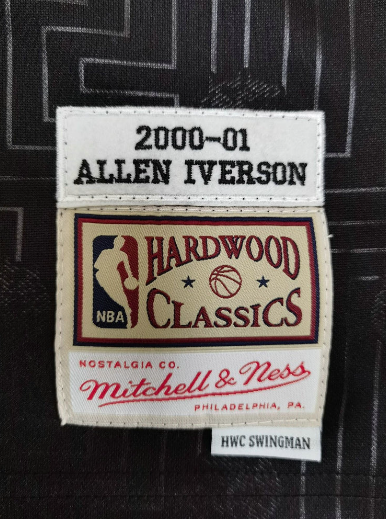 2000-01
ALLEN IVERSON
HARDWOOD
CLASSICS
NBA
NOSTALGIA CO.
Mitchell & Ness
PHILADELPHIA, PA.
HWC SWINGMAN